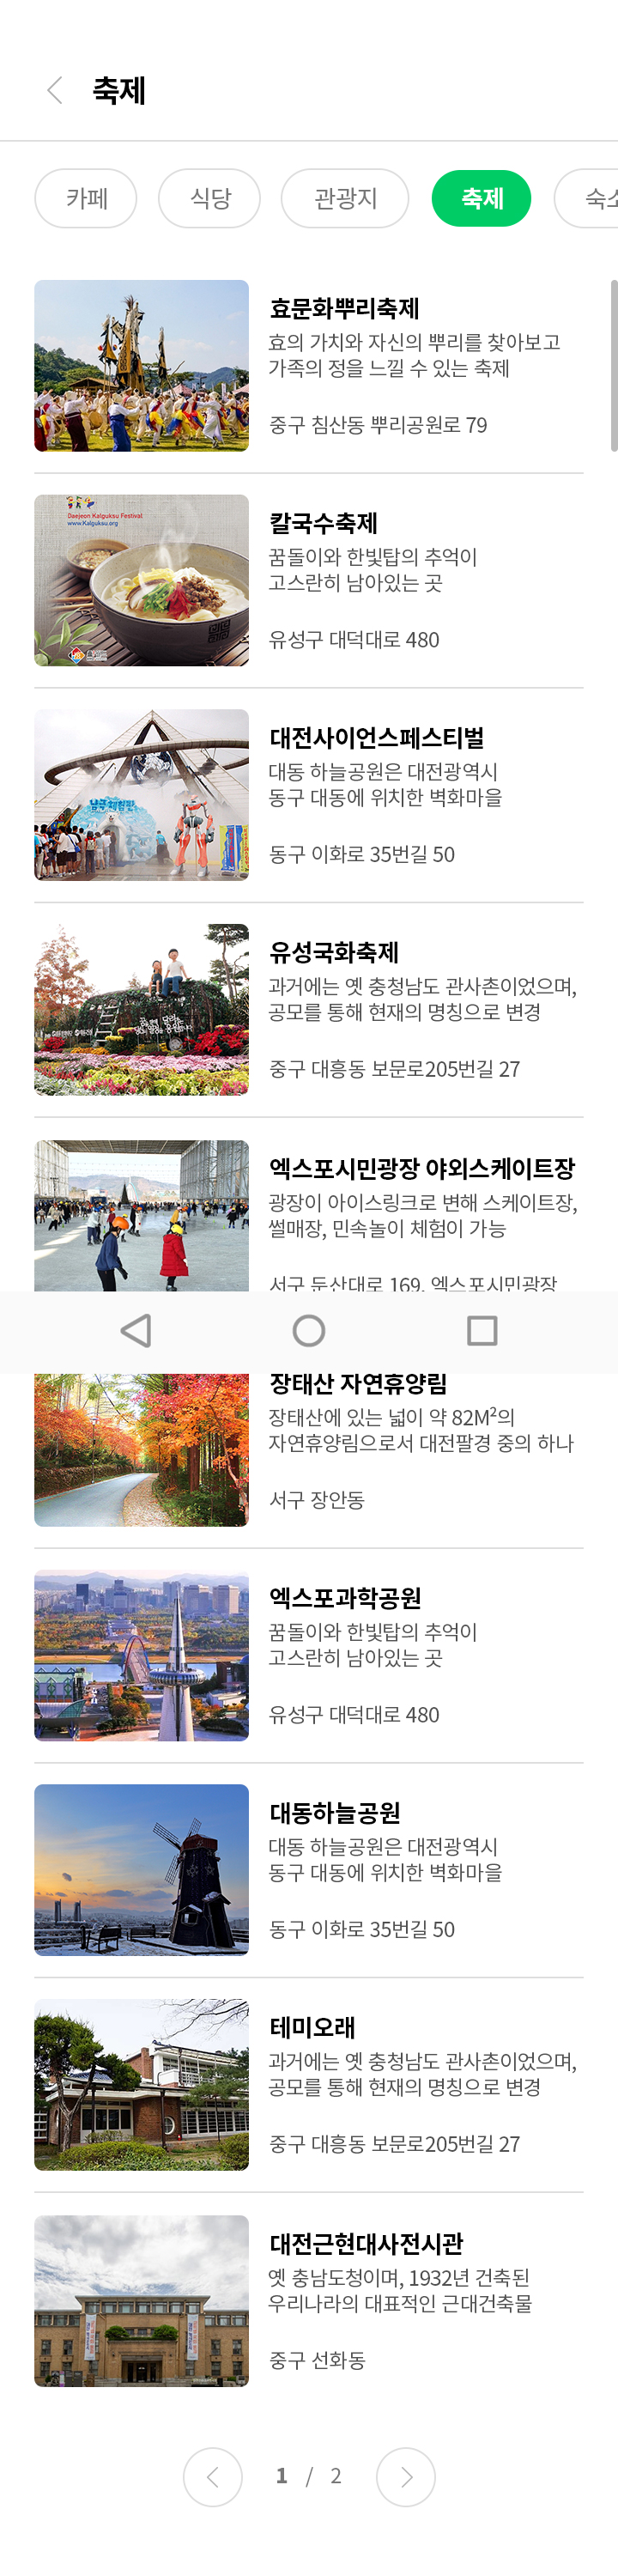 축제
카페
식당
관광지
축제
숙소
효문화뿌리축제
효의 가치와 자신의 뿌리를 찾아보고
가족의 정을 느낄 수 있는 축제
중구 침산동 뿌리공원로 79
Daejeon Kalguksu Festival
www.Kalguksu.org
칼국수축제
꿈돌이와 한빛탑의 추억이
고스란히 남아있는 곳
유성구 대덕대로 480
남극체험관
대전사이언스페스티벌
대동 하늘공원은 대전광역시
동구 대동에 위치한 벽화마을
동구 이화로 35번길 50
유성국화축제
과거에는 옛 충청남도 관사촌이었으며,
공모를 통해 현재의 명칭으로 변경
중구 대흥동 보문로205번길 27
엑스포시민광장 야외스케이트장
광장이 아이스링크로 변해 스케이트장,
썰매장, 민속놀이 체험이 가능
서구 둔산대로 169, 엑스포시민광장
장태산 자연휴양림
장태산에 있는 넓이 약 82M²의
자연휴양림으로서 대전팔경 중의 하나
서구 장안동
엑스포과학공원
꿈돌이와 한빛탑의 추억이
고스란히 남아있는 곳
유성구 대덕대로 480
대동하늘공원
대동 하늘공원은 대전광역시
동구 대동에 위치한 벽화마을
동구 이화로 35번길 50
테미오래
과거에는 옛 충청남도 관사촌이었으며,
공모를 통해 현재의 명칭으로 변경
중구 대흥동 보문로205번길 27
대전근현대사전시관
옛 충남도청이며, 1932년 건축된
우리나라의 대표적인 근대건축물
중구 선화동
1 / 2